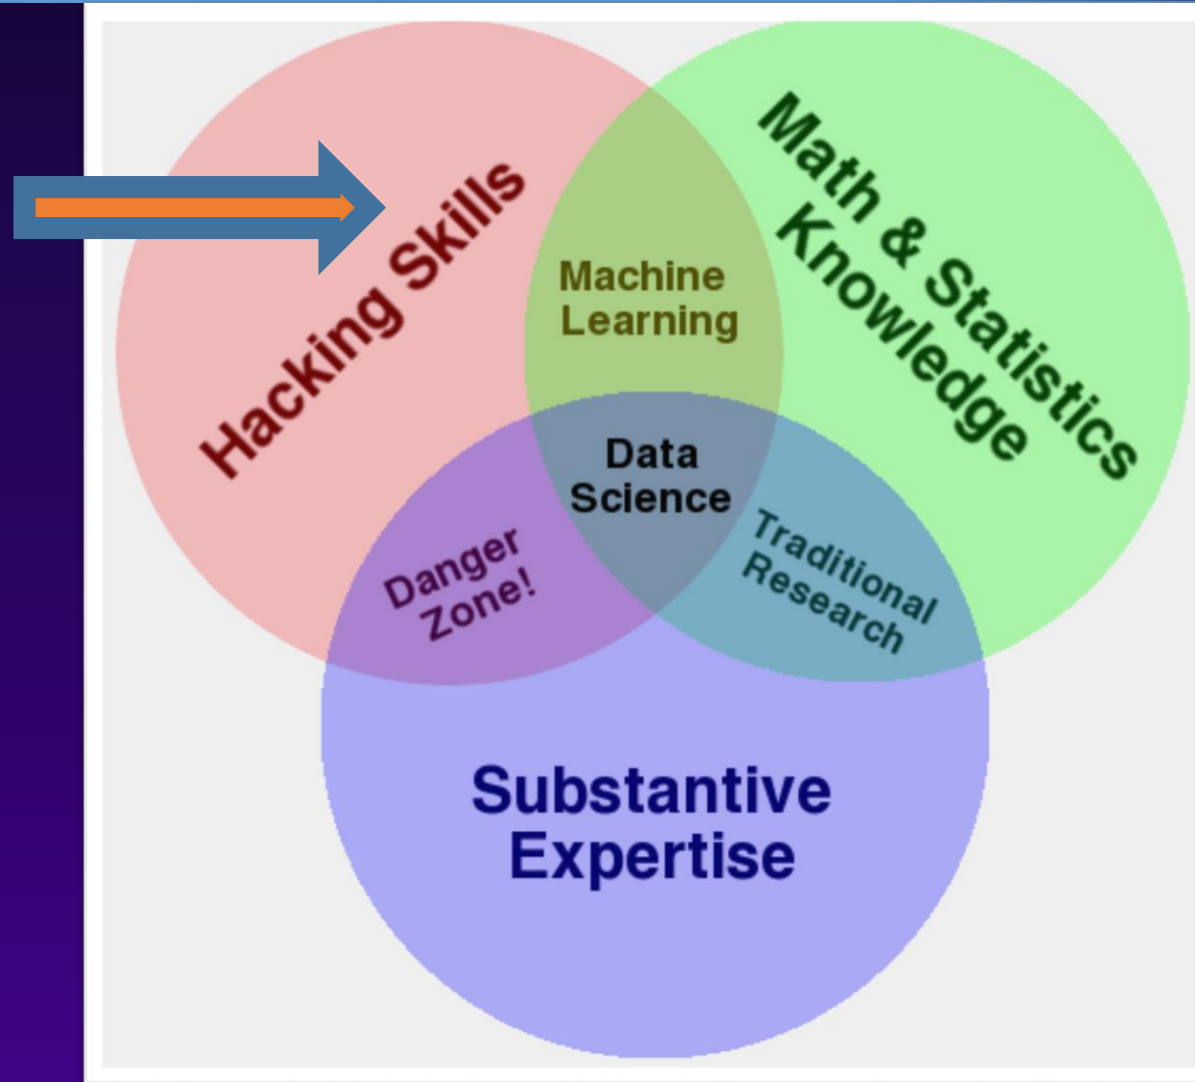 Hacking Skills
Math & Statistics
Knowledge
Machine
Learning
Data
Science
Danger
Zone!
Traditional
Research
Substantive
Expertise